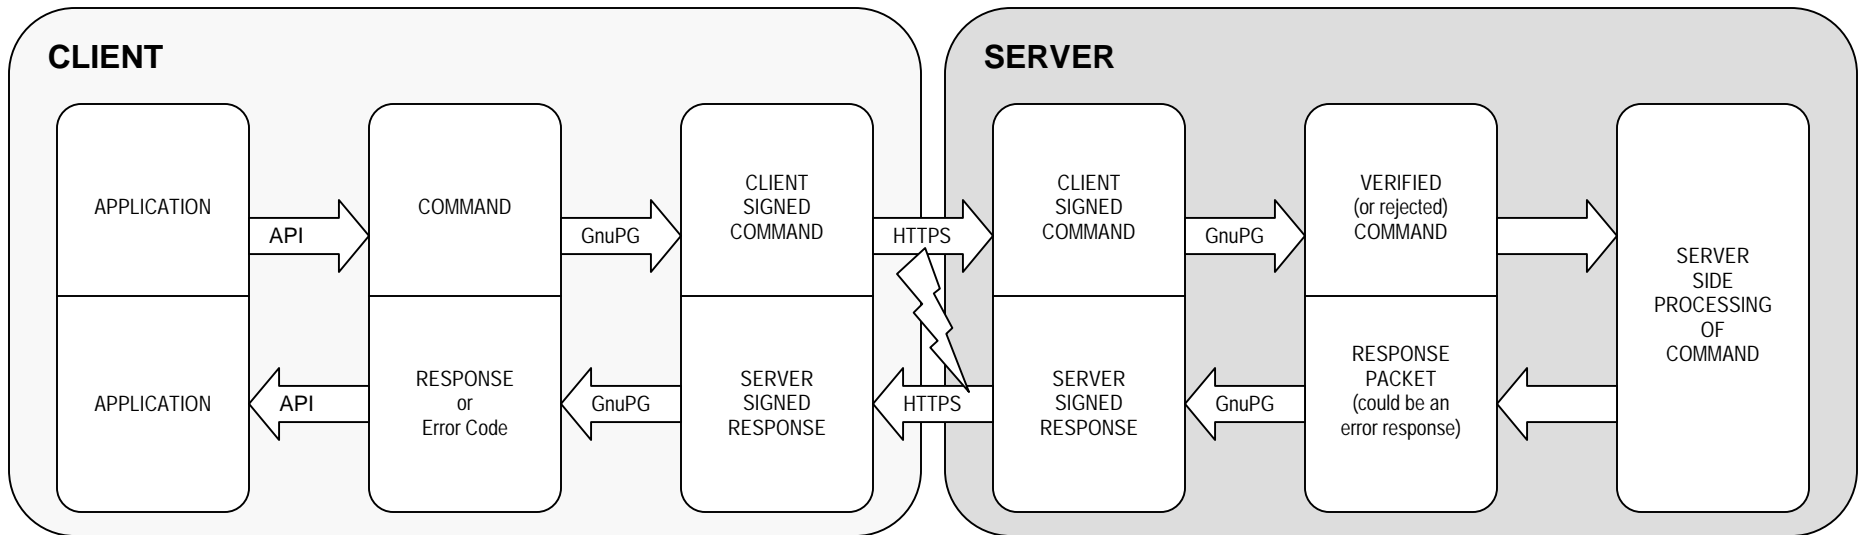 CLIENT
SERVER
APPLICATION
API
COMMAND
GnuPG
CLIENT
SIGNED
COMMAND
HTTPS
CLIENT
SIGNED
COMMAND
GnuPG
VERIFIED
(or rejected)
COMMAND
SERVER
SIDE
PROCESSING
OF
COMMAND
APPLICATION
API
RESPONSE
or
Error Code
GnuPG
SERVER
SIGNED
RESPONSE
HTTPS
SERVER
SIGNED
RESPONSE
GnuPG
RESPONSE
PACKET
(could be an
error response)